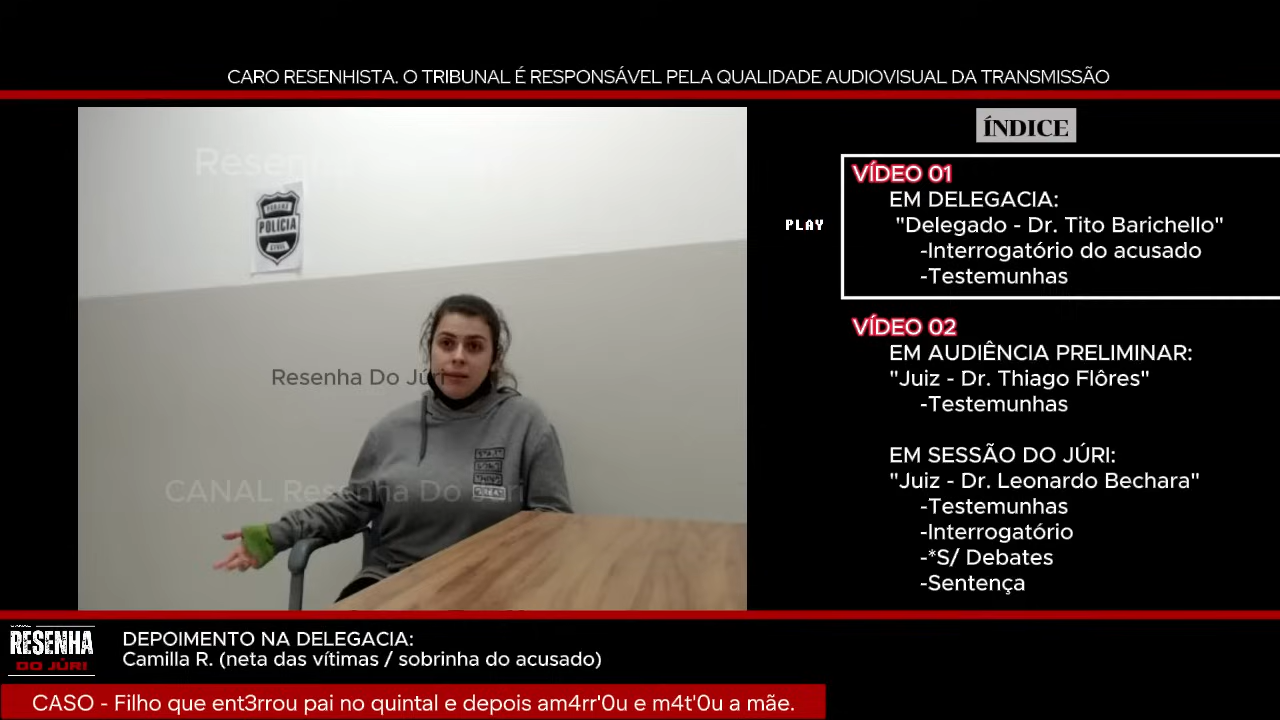 CARO RESENHISTA. O TRIBUNAL É RESPONSÁVEL PELA QUALIDADE AUDIOVISUAL DA TRANSMISSÃO
POLÍCIA
CIVIL
Resenha Do Júri
CANAL Resenha Do Júri
PLAY
ÍNDICE
VÍDEO 01
EM DELEGACIA:
"Delegado - Dr. Tito Barichello"
-Interrogatório do acusado
-Testemunhas
VÍDEO 02
EM AUDIÊNCIA PRELIMINAR:
"Juiz - Dr. Thiago Flôres"
-Testemunhas
EM SESSÃO DO JÚRI:
"Juiz - Dr. Leonardo Bechara"
-Testemunhas
-Interrogatório
-*S/ Debates
-Sentença
RESENHA
DO JÚRI
DEPOIMENTO NA DELEGACIA:
Camilla R. (neta das vítimas / sobrinha do acusado)
CASO - Filho que ent3rrou pai no quintal e depois am4rr'0u e m4t'0u a mãe.